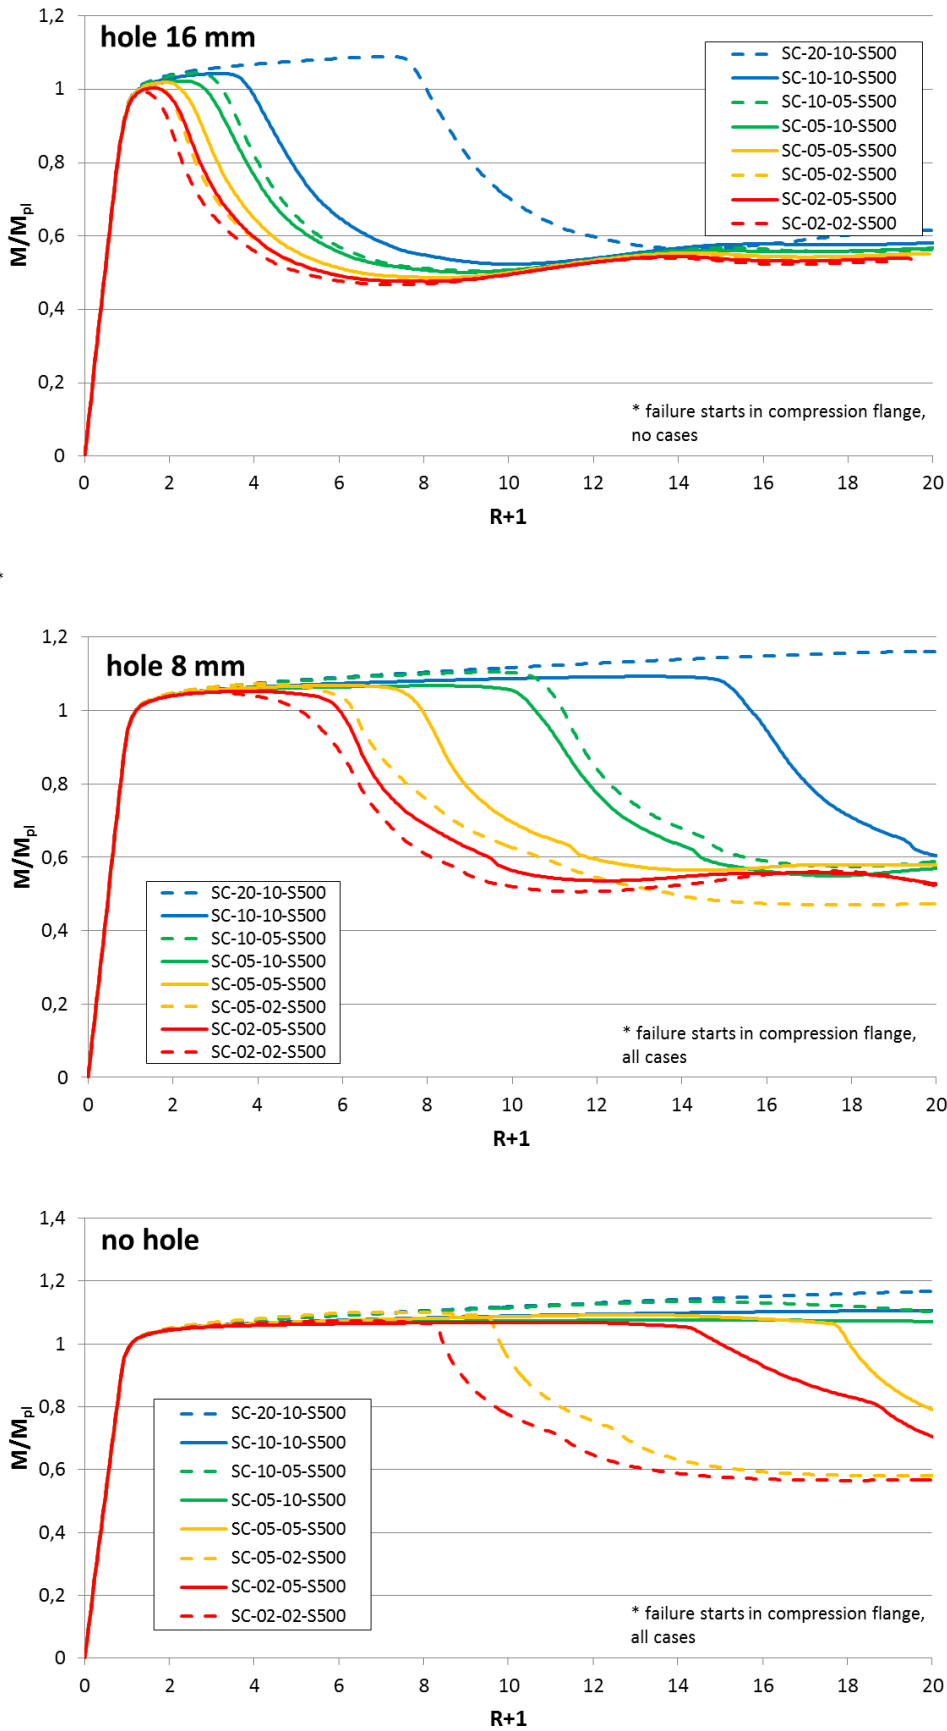 1,2
hole 16 mm
1
0,8
0,6
0,4
0,2
0
M/Mpl
SC-20-10-S500
SC-10-10-S500
SC-10-05-S500
SC-05-10-S500
SC-05-05-S500
SC-05-02-S500
SC-02-05-S500
SC-02-02-S500
* failure starts in compression flange,
no cases
0 2 4 6 8 10 12 14 16 18 20
R+1
*
1,2
hole 8 mm
1
0,8
0,6
0,4
0,2
0
M/Mpl
SC-20-10-S500
SC-10-10-S500
SC-10-05-S500
SC-05-10-S500
SC-05-05-S500
SC-05-02-S500
SC-02-05-S500
SC-02-02-S500
* failure starts in compression flange,
all cases
0 2 4 6 8 10 12 14 16 18 20
R+1
1,4
no hole
1,2
1
0,8
0,6
0,4
0,2
0
M/Mpl
SC-20-10-S500
SC-10-10-S500
SC-10-05-S500
SC-05-10-S500
SC-05-05-S500
SC-05-02-S500
SC-02-05-S500
SC-02-02-S500
* failure starts in compression flange,
all cases
0 2 4 6 8 10 12 14 16 18 20
R+1